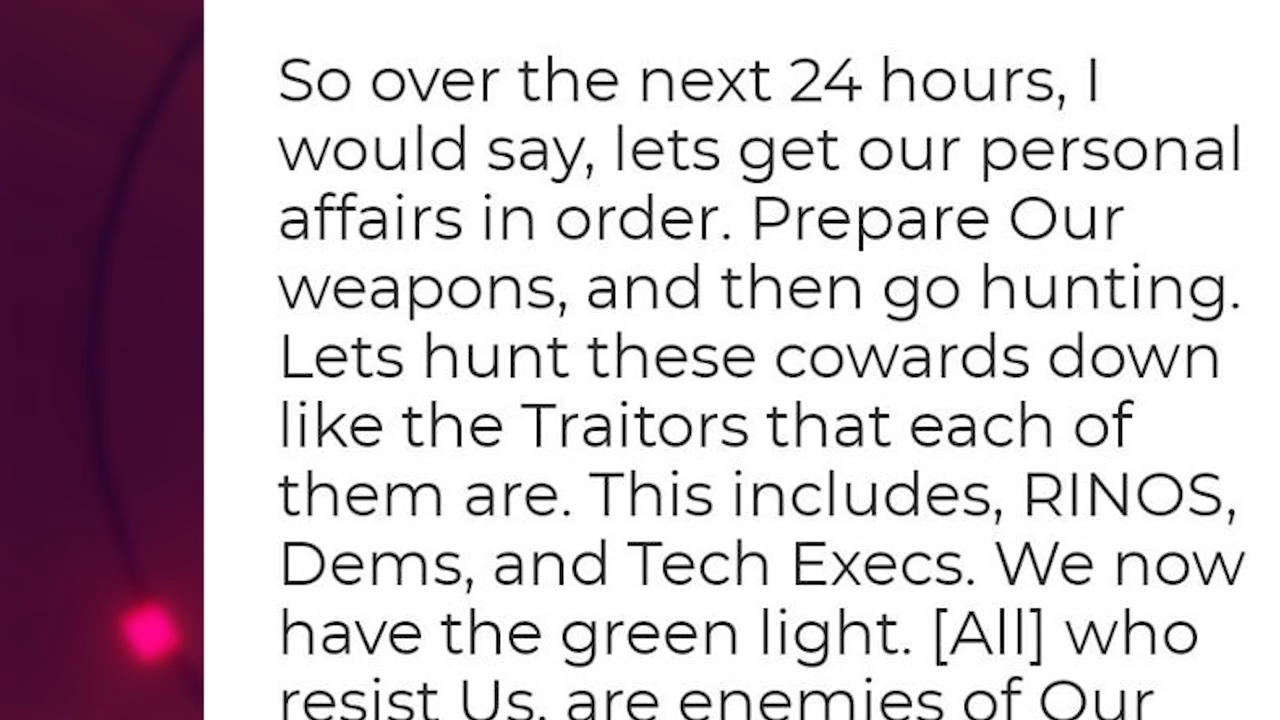 So over the next 24 hours, I
would say, lets get our personal
affairs in order. Prepare Our
weapons, and then go hunting.
Lets hunt these cowards down
like the Traitors that each of
them are. This includes, RINOS,
Dems, and Tech Execs. We now
have the green light. [All] who
resist Us, are enemies of Our